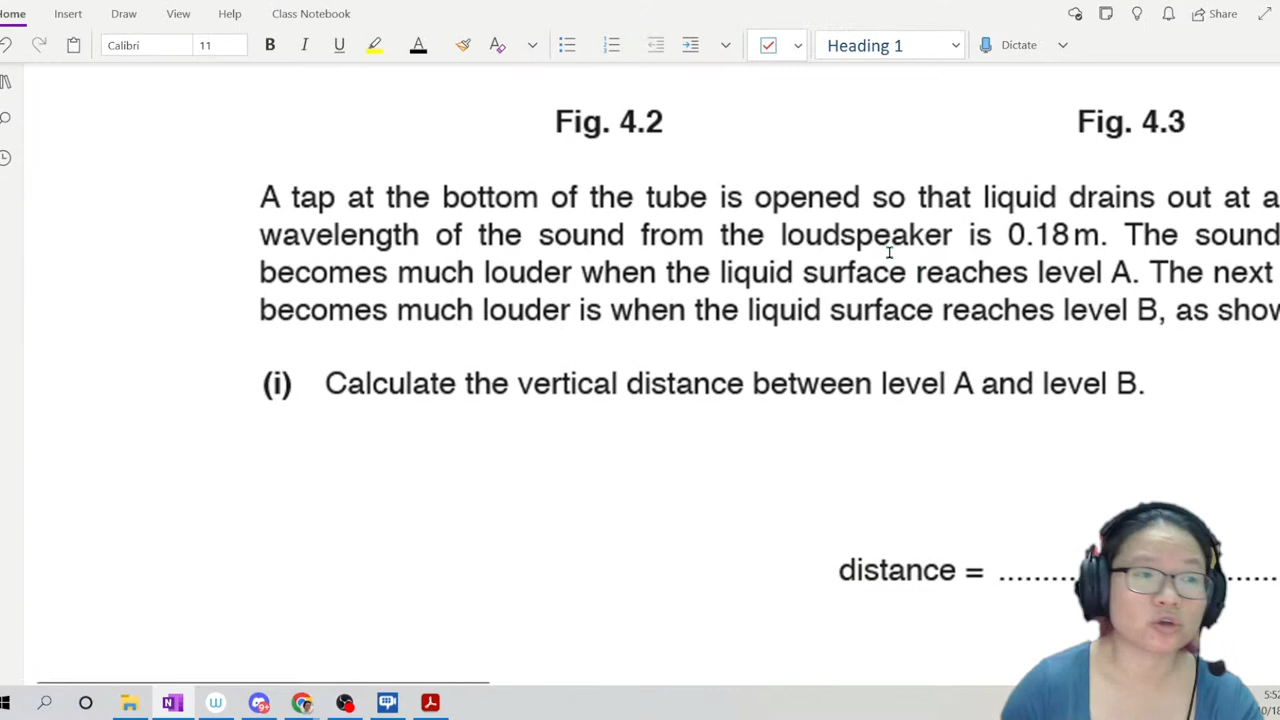 Home Insert Draw View Help Class Notebook Share
Calibri 11 B I U A Heading 1 Dictate
Fig. 4.2 Fig. 4.3
A tap at the bottom of the tube is opened so that liquid drains out at a
wavelength of the sound from the loudspeaker is 0.18 m. The sound
becomes much louder when the liquid surface reaches level A. The next
becomes much louder is when the liquid surface reaches level B, as show
(i) Calculate the vertical distance between level A and level B.
distance = ..........
5:52
0/18